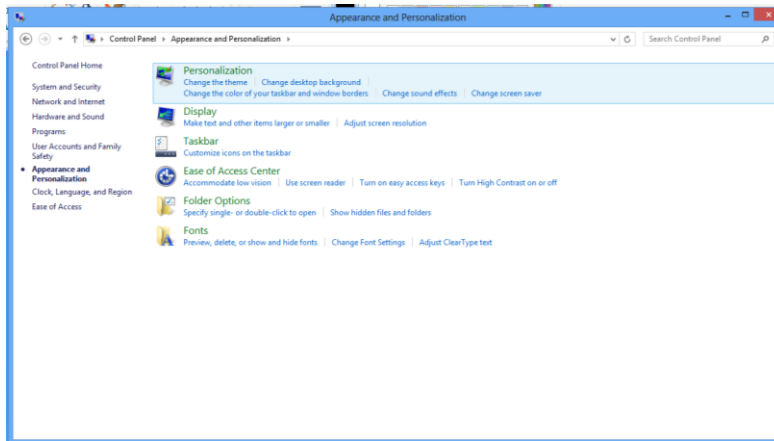 Appearance and Personalization
Control Panel ▸ Appearance and Personalization ▸
Search Control Panel
Control Panel Home
System and Security
Network and Internet
Hardware and Sound
Programs
User Accounts and Family
Safety
Appearance and
Personalization
Clock, Language, and Region
Ease of Access
Personalization
Change the theme | Change desktop background
Change the color of your taskbar and window borders | Change sound effects | Change screen saver
Display
Make text and other items larger or smaller | Adjust screen resolution
Taskbar
Customize icons on the taskbar
Ease of Access Center
Accommodate low vision | Use screen reader | Turn on easy access keys | Turn High Contrast on or off
Folder Options
Specify single- or double-click to open | Show hidden files and folders
Fonts
Preview, delete, or show and hide fonts | Change Font Settings | Adjust ClearType text